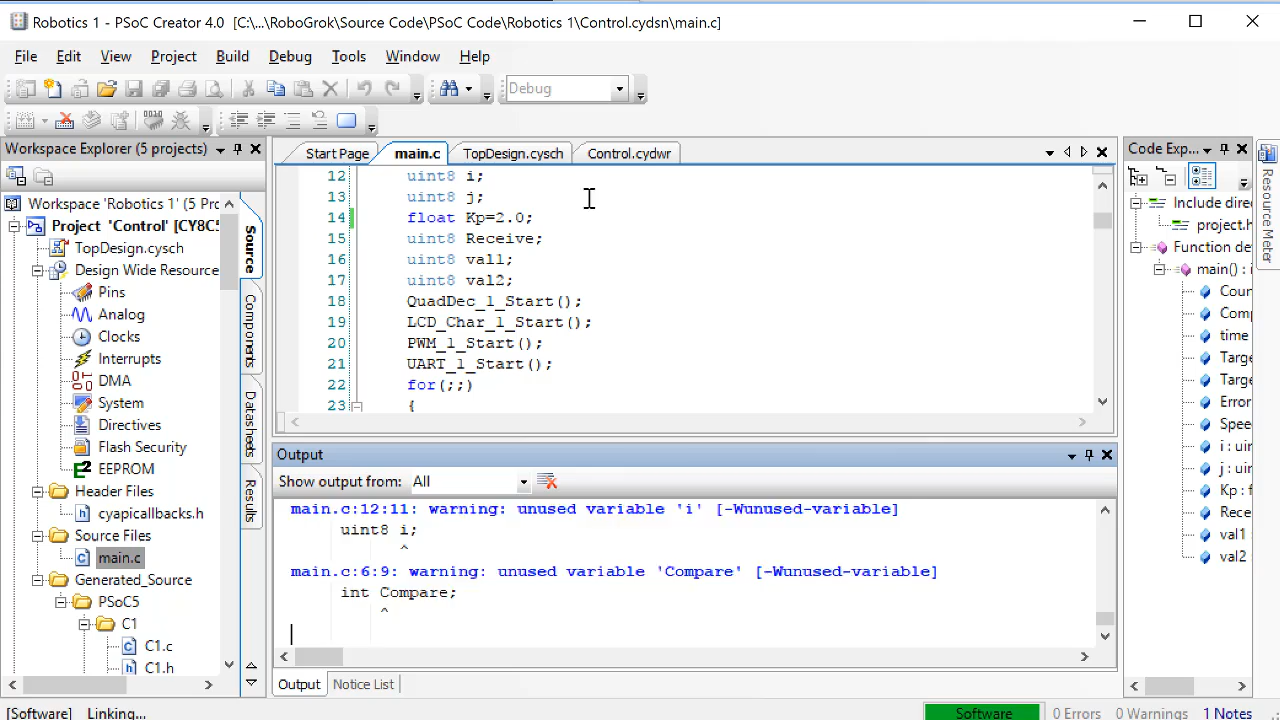 Robotics 1 - PSoC Creator 4.0 [C:\...\RoboGrok\Source Code\PSoC Code\Robotics 1\Control.cydsn\main.c]
File Edit View Project Build Debug Tools Window Help
Debug
Workspace Explorer (5 projects)
Workspace 'Robotics 1' (5 Pro
Project 'Control' [CY8C5
TopDesign.cysch
Design Wide Resource
Pins
Analog
Clocks
Interrupts
DMA
System
Directives
Flash Security
EEPROM
Header Files
cyapicallbacks.h
Source Files
main.c
Generated_Source
PSoC5
C1
C1.c
C1.h
Source
Components
Datasheets
Results
Start Page main.c TopDesign.cysch Control.cydwr
12 uint8 i;
13 uint8 j;
14 float Kp=2.0;
15 uint8 Receive;
16 uint8 val1;
17 uint8 val2;
18 QuadDec_1_Start();
19 LCD_Char_1_Start();
20 PWM_1_Start();
21 UART_1_Start();
22 for(;;)
23 {
Output
Show output from: All
main.c:12:11: warning: unused variable 'i' [-Wunused-variable]
uint8 i;
^
main.c:6:9: warning: unused variable 'Compare' [-Wunused-variable]
int Compare;
^
Output Notice List
Code Exp...
Include direc
project.h
Function de
main() : i
Coun
Comp
time
Targe
Targe
Error
Spee
i : uin
j : uin
Kp : f
Rece
val1
val2
Resource Meter
[Software] Linking... Software 0 Errors 0 Warnings 1 Notes